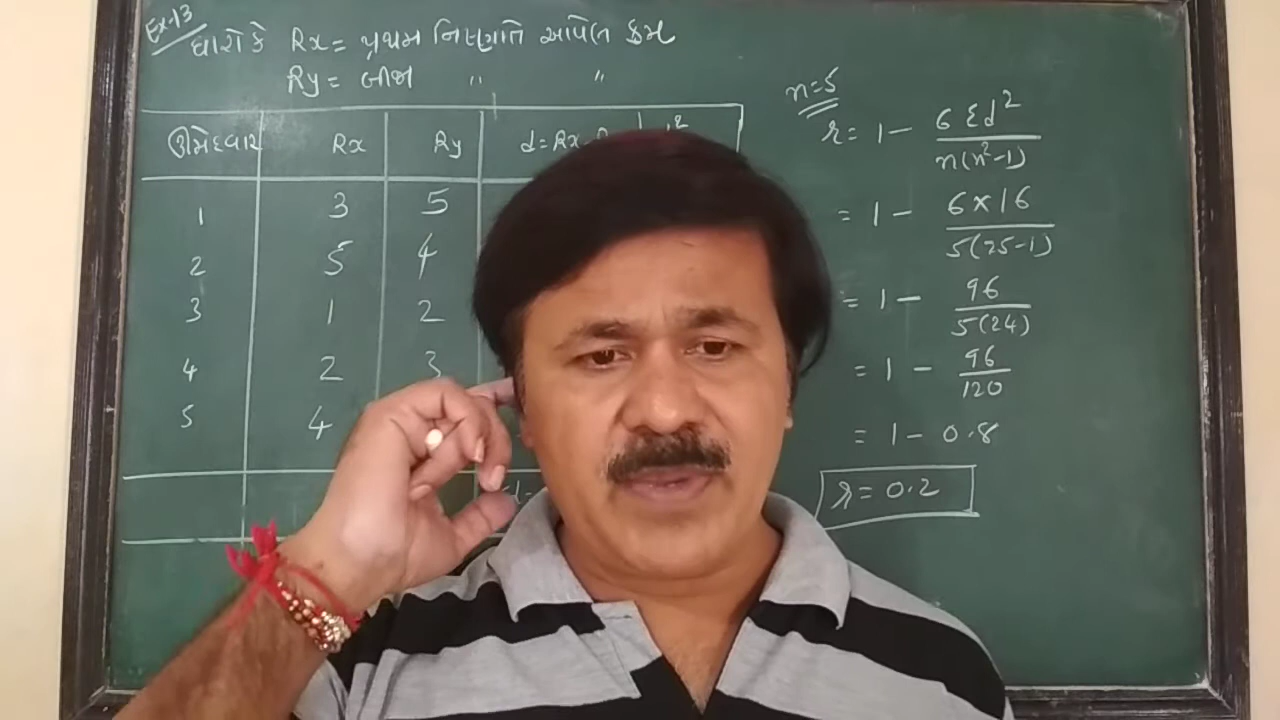 Ex-13
ધારો કે Rx = પ્રથમ નિષ્ણાતે આપેલ ક્રમ
Ry = બીજા " "
ઊમેદવાર Rx Ry d=Rx-
1 3 5
2 5 4
3 1 2
4 2 3
5 4
n=5
r = 1 - 6Σd² / n(n²-1)
= 1 - 6×16 / 5(25-1)
= 1 - 96 / 5(24)
= 1 - 96 / 120
= 1 - 0.8
r = 0.2